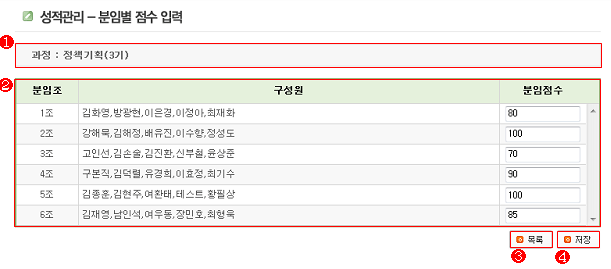 성적관리 – 분임별 점수 입력
1
과정 : 정책기획(3기)
2
분임조 구성원 분임점수
1조 김화영,방광현,이은경,이정아,최재화 80
2조 강해목,김해정,배유진,이수향,정성도 100
3조 고인선,김손술,김진환,신부철,윤상준 70
4조 구본직,김덕렬,유경희,이효정,최기수 90
5조 김종훈,김현주,여환태,테스트,황필상 100
6조 김재영,남인석,여우동,장민호,최형욱 85
목록 저장
3 4